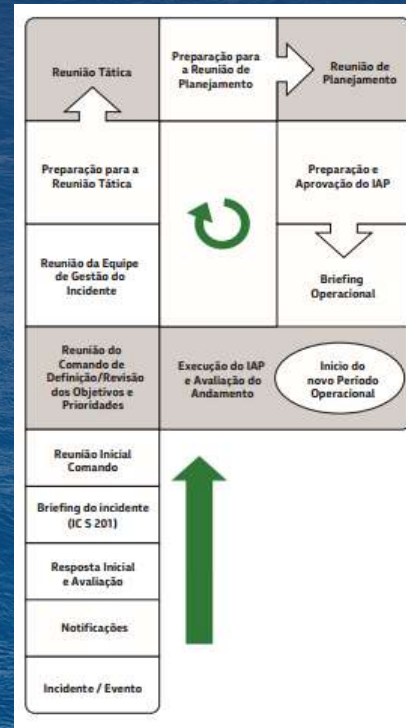 Reunião Tática
Preparação para
a Reunião de
Planejamento
Reunião de
Planejamento
Preparação para a
Reunião Tática
Preparação e
Aprovação do IAP
Reunião da Equipe
de Gestão do
Incidente
Briefing
Operacional
Reunião do
Comando de
Definição/Revisão
dos Objetivos e
Prioridades
Execução do IAP
e Avaliação do
Andamento
Início do
novo Período
Operacional
Reunião Inicial
Comando
Briefing do incidente
(IC S 201)
Resposta Inicial
e Avaliação
Notificações
Incidente / Evento